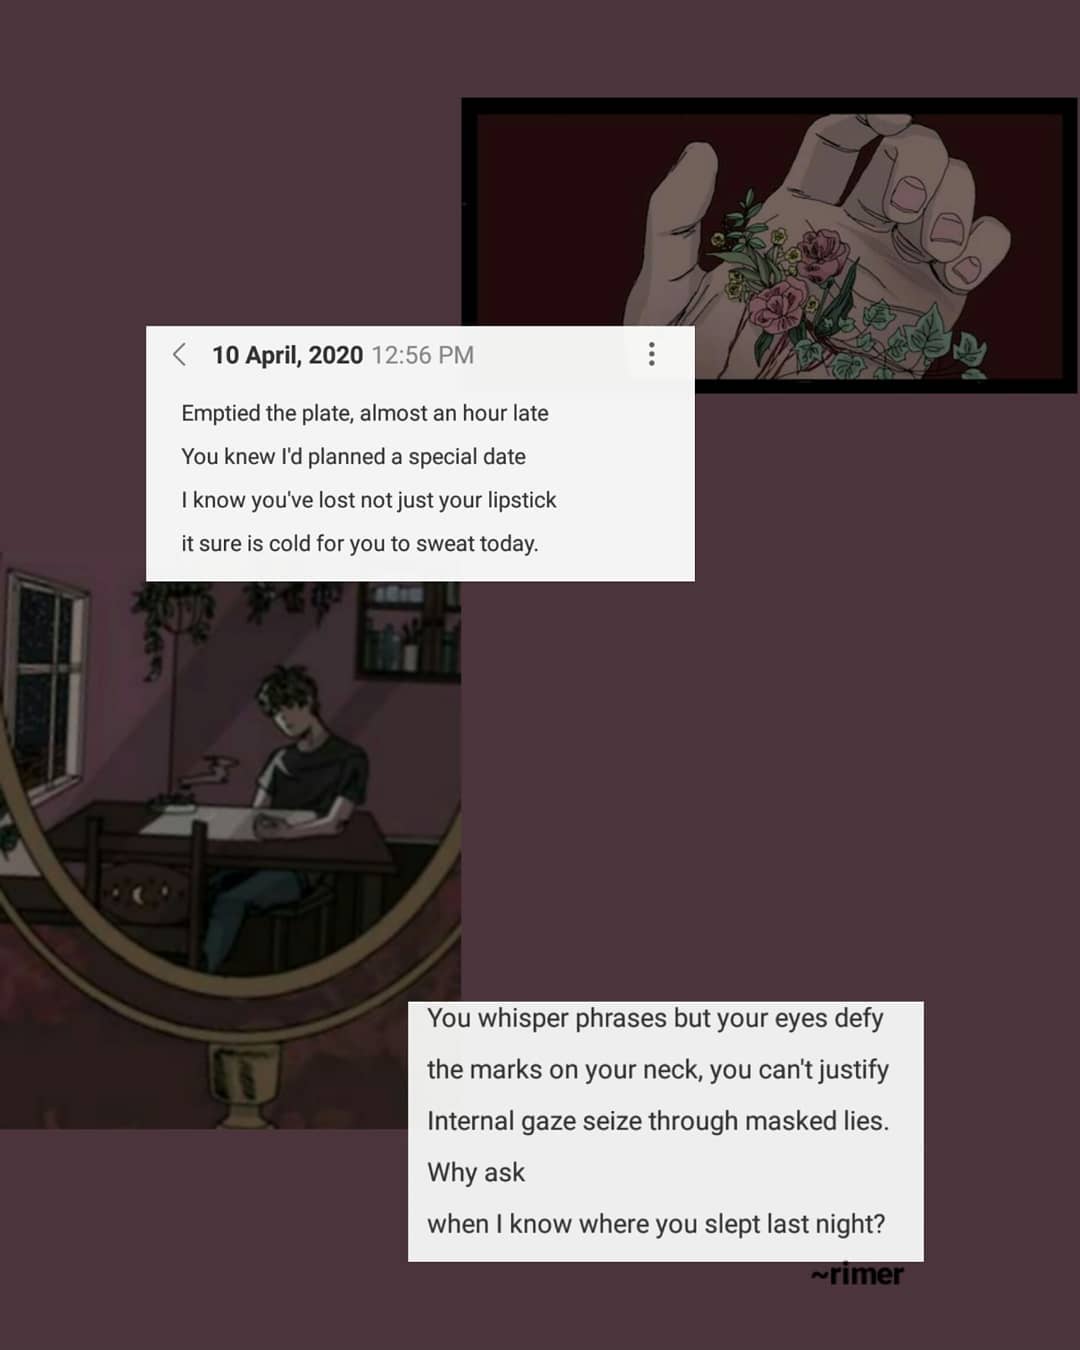 10 April, 2020 12:56 PM
Emptied the plate, almost an hour late
You knew I'd planned a special date
I know you've lost not just your lipstick
it sure is cold for you to sweat today.
You whisper phrases but your eyes defy
the marks on your neck, you can't justify
Internal gaze seize through masked lies.
Why ask
when I know where you slept last night?
~rimer